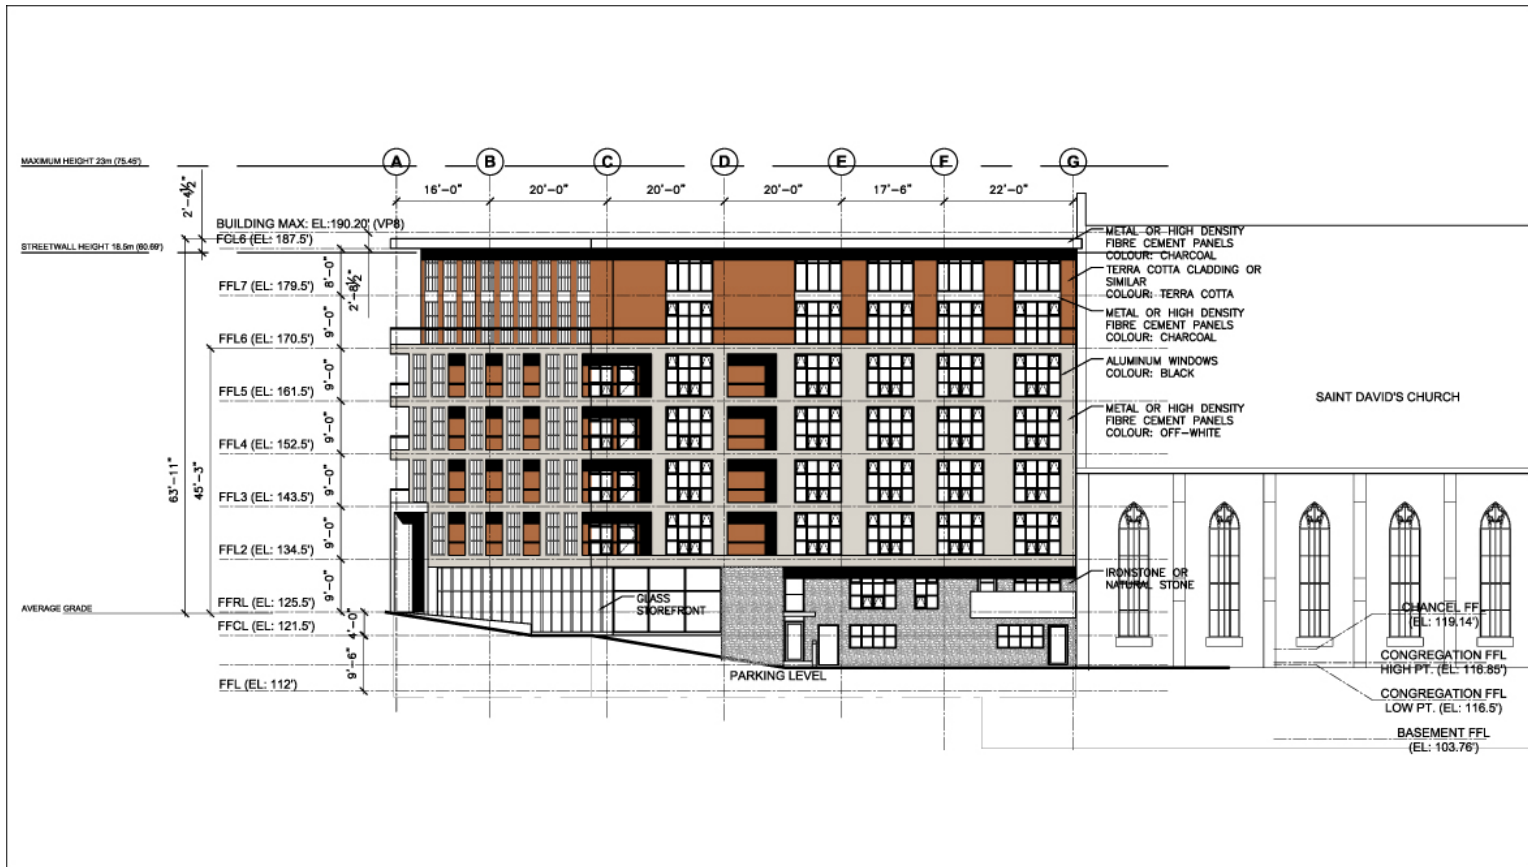 MAXIMUM HEIGHT 23m (75.45')
A B C D E F G
16'-0" 20'-0" 20'-0" 20'-0" 17'-6" 22'-0"
2'-4½"
BUILDING MAX: EL:190.20' (VP8)
FCL6 (EL: 187.5')
STREETWALL HEIGHT 18.5m (60.69')
8'-0"
2'-8½"
FFL7 (EL: 179.5')
9'-0"
FFL6 (EL: 170.5')
9'-0"
FFL5 (EL: 161.5')
9'-0"
FFL4 (EL: 152.5')
63'-11"
45'-3"
9'-0"
FFL3 (EL: 143.5')
9'-0"
FFL2 (EL: 134.5')
9'-0"
AVERAGE GRADE
FFRL (EL: 125.5')
4'-0"
FFCL (EL: 121.5')
9'-6"
FFL (EL: 112')
METAL OR HIGH DENSITY
FIBRE CEMENT PANELS
COLOUR: CHARCOAL
TERRA COTTA CLADDING OR
SIMILAR
COLOUR: TERRA COTTA
METAL OR HIGH DENSITY
FIBRE CEMENT PANELS
COLOUR: CHARCOAL
ALUMINUM WINDOWS
COLOUR: BLACK
METAL OR HIGH DENSITY
FIBRE CEMENT PANELS
COLOUR: OFF-WHITE
SAINT DAVID'S CHURCH
IRONSTONE OR
NATURAL STONE
GLASS
STOREFRONT
PARKING LEVEL
CHANCEL FFL
(EL: 119.14')
CONGREGATION FFL
HIGH PT. (EL: 116.85')
CONGREGATION FFL
LOW PT. (EL: 116.5')
BASEMENT FFL
(EL: 103.76')